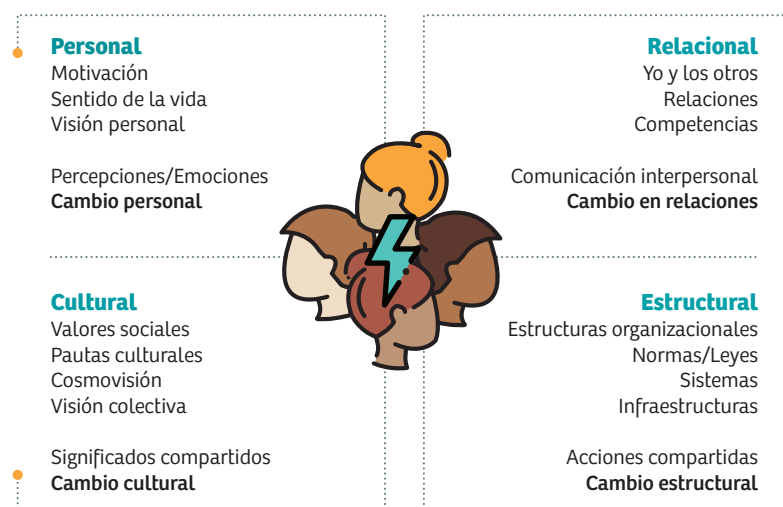 Personal
Motivación
Sentido de la vida
Visión personal
Percepciones/Emociones
Cambio personal
Relacional
Yo y los otros
Relaciones
Competencias
Comunicación interpersonal
Cambio en relaciones
Cultural
Valores sociales
Pautas culturales
Cosmovisión
Visión colectiva
Significados compartidos
Cambio cultural
Estructural
Estructuras organizacionales
Normas/Leyes
Sistemas
Infraestructuras
Acciones compartidas
Cambio estructural